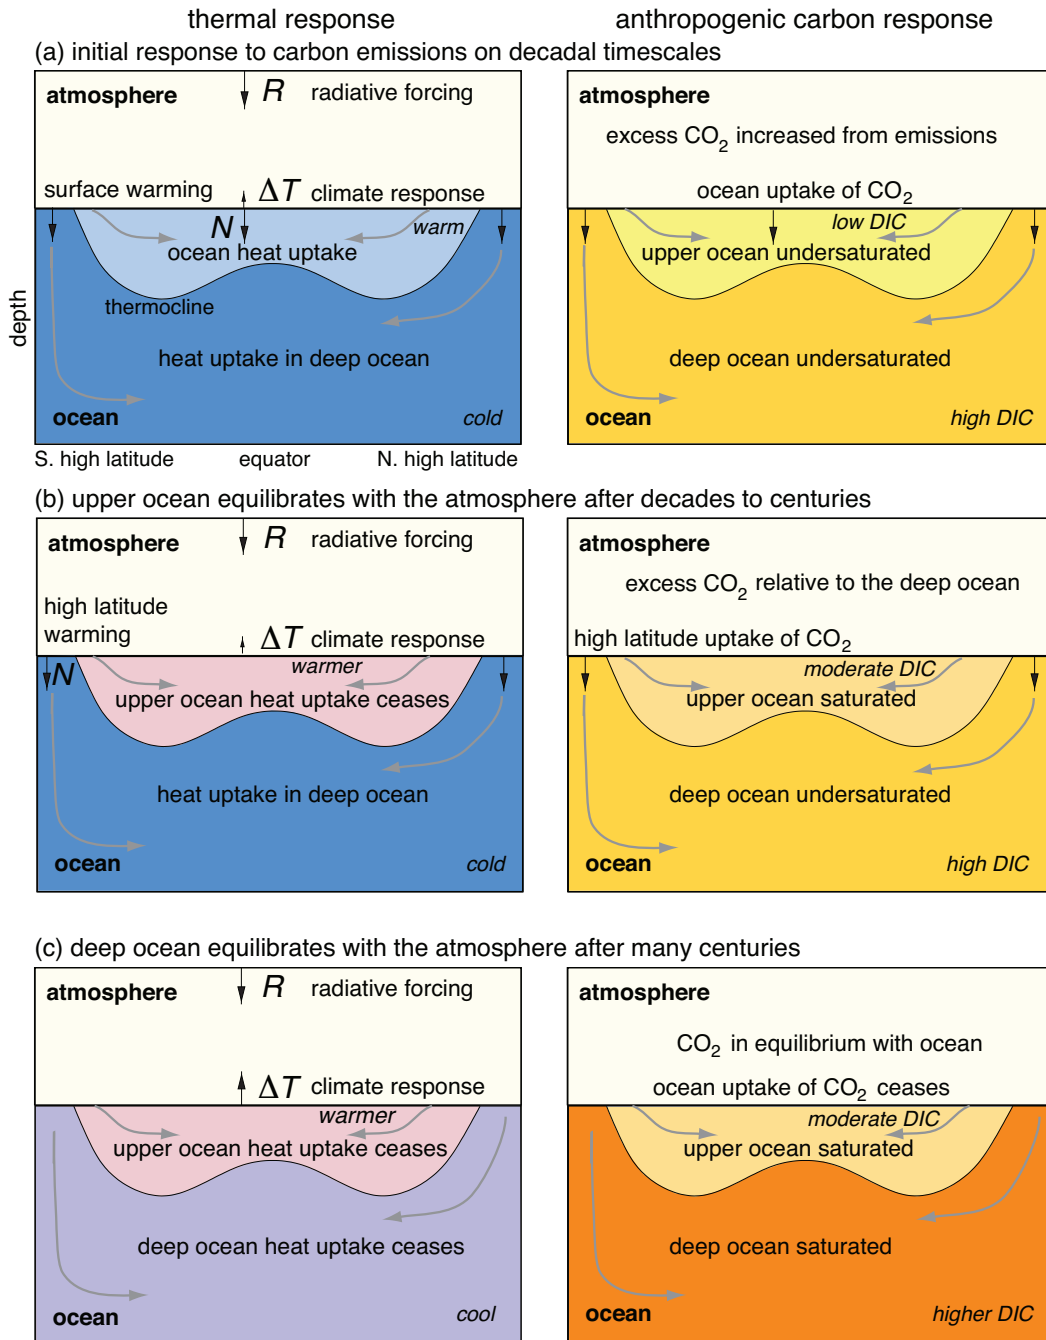 thermal response
anthropogenic carbon response
(a) initial response to carbon emissions on decadal timescales
atmosphere
R radiative forcing
surface warming
ΔT climate response
N
warm
ocean heat uptake
thermocline
depth
heat uptake in deep ocean
ocean
cold
S. high latitude equator N. high latitude
atmosphere
excess CO2 increased from emissions
ocean uptake of CO2
low DIC
upper ocean undersaturated
deep ocean undersaturated
ocean
high DIC
(b) upper ocean equilibrates with the atmosphere after decades to centuries
atmosphere
R radiative forcing
high latitude
warming
ΔT climate response
N
warmer
upper ocean heat uptake ceases
heat uptake in deep ocean
ocean
cold
atmosphere
excess CO2 relative to the deep ocean
high latitude uptake of CO2
moderate DIC
upper ocean saturated
deep ocean undersaturated
ocean
high DIC
(c) deep ocean equilibrates with the atmosphere after many centuries
atmosphere
R radiative forcing
ΔT climate response
warmer
upper ocean heat uptake ceases
deep ocean heat uptake ceases
ocean
cool
atmosphere
CO2 in equilibrium with ocean
ocean uptake of CO2 ceases
moderate DIC
upper ocean saturated
deep ocean saturated
ocean
higher DIC